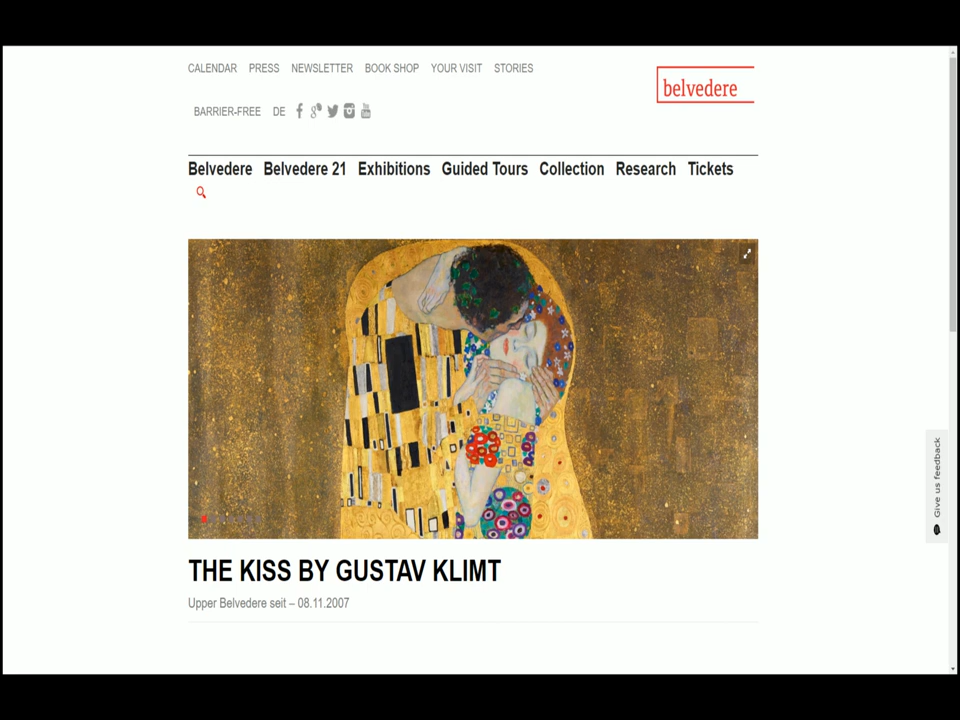 CALENDAR PRESS NEWSLETTER BOOK SHOP YOUR VISIT STORIES
belvedere
BARRIER-FREE DE
Belvedere Belvedere 21 Exhibitions Guided Tours Collection Research Tickets
THE KISS BY GUSTAV KLIMT
Upper Belvedere seit – 08.11.2007
Give us feedback